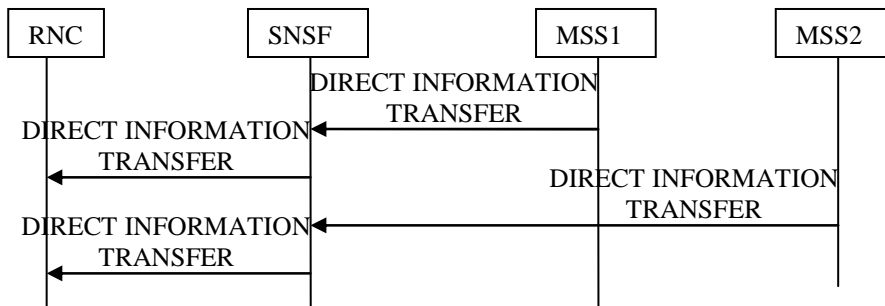 RNC
SNSF
MSS1
MSS2
DIRECT INFORMATION
TRANSFER
DIRECT INFORMATION
TRANSFER
DIRECT INFORMATION
TRANSFER
DIRECT INFORMATION
TRANSFER